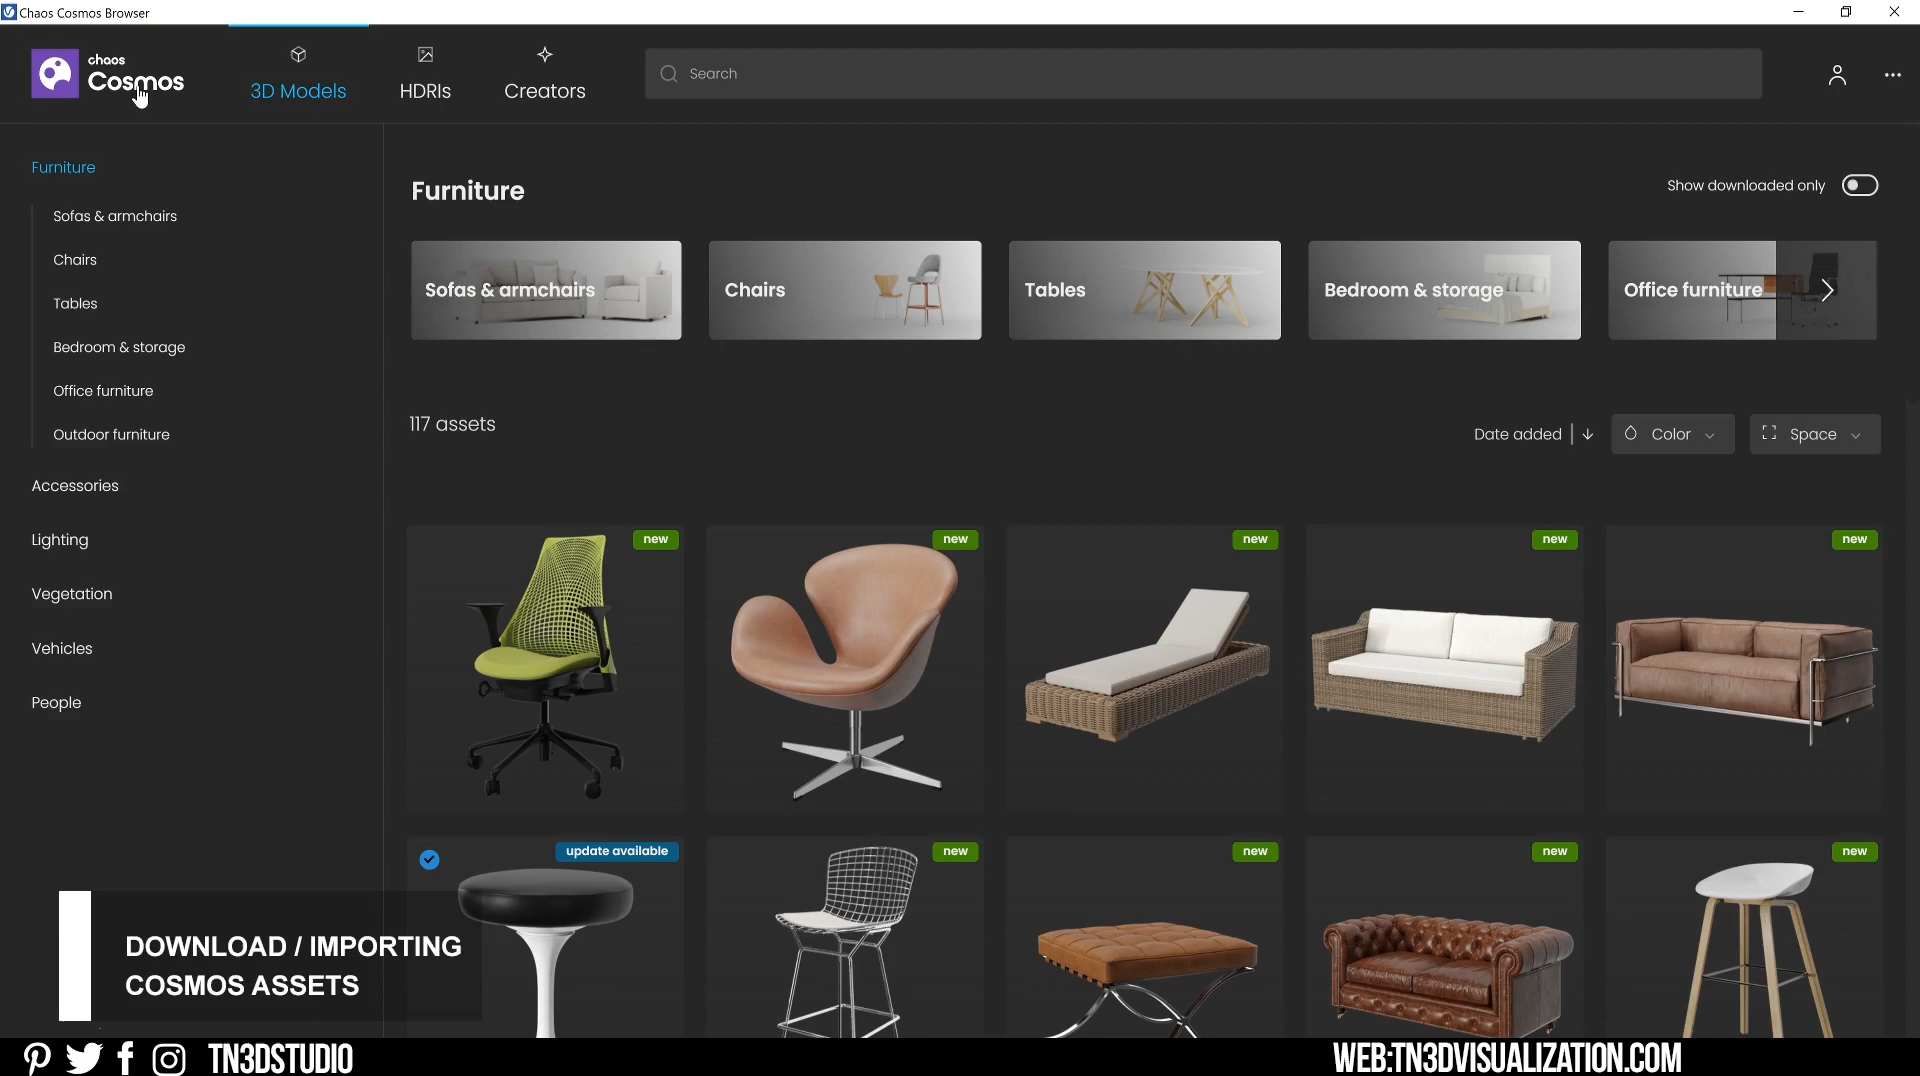 Chaos Cosmos Browser
chaos
Cosmos
3D Models
HDRIs
Creators
Search
Furniture
Sofas & armchairs
Chairs
Tables
Bedroom & storage
Office furniture
Outdoor furniture
Accessories
Lighting
Vegetation
Vehicles
People
Furniture
Show downloaded only
Sofas & armchairs
Chairs
Tables
Bedroom & storage
Office furniture
117 assets
Date added
Color
Space
new
new
new
new
new
update available
new
new
new
new
DOWNLOAD / IMPORTING
COSMOS ASSETS
TN3DSTUDIO
WEB:TN3DVISUALIZATION.COM